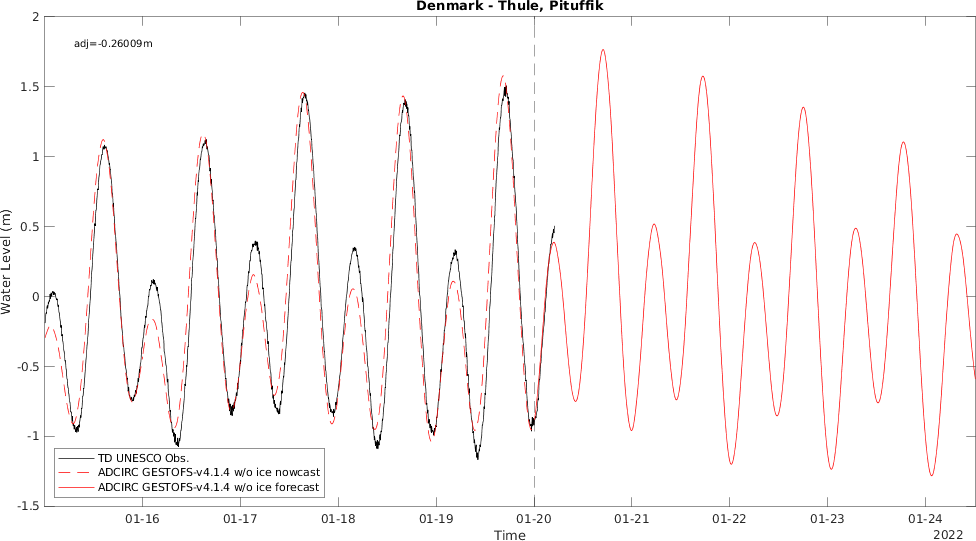 Denmark - Thule, Pituffik
adj=-0.26009m
2
1.5
1
0.5
0
-0.5
-1
-1.5
Water Level (m)
TD UNESCO Obs.
ADCIRC GESTOFS-v4.1.4 w/o ice nowcast
ADCIRC GESTOFS-v4.1.4 w/o ice forecast
01-16 01-17 01-18 01-19 01-20 01-21 01-22 01-23 01-24
Time
2022